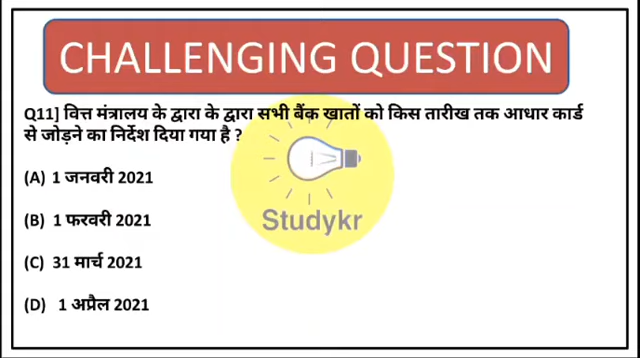 CHALLENGING QUESTION
Q11] वित्त मंत्रालय के द्वारा के द्वारा सभी बैंक खातों को किस तारीख तक आधार कार्ड
से जोड़ने का निर्देश दिया गया है ?
(A) 1 जनवरी 2021
(B) 1 फरवरी 2021
Studykr
(C) 31 मार्च 2021
(D) 1 अप्रैल 2021